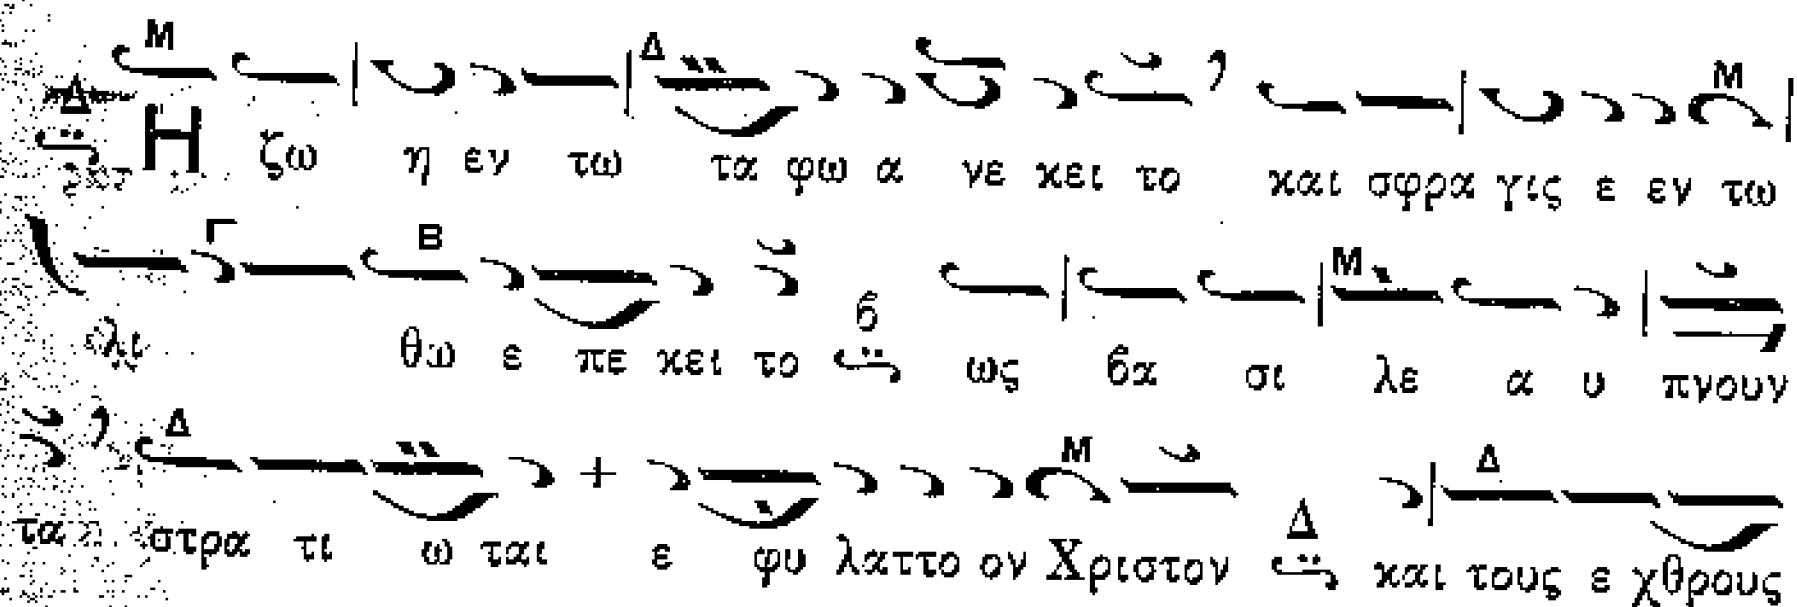 Μ Δ Μ
Δ Η ζω η εν τω τα φω α νε κει το και σφρα γις ε εν τω
Γ Β Μ
ελι θω ε πε κει το ϐ ως ϐα σι λε α υ πνουν
Δ Μ Δ
τα στρα τι ω ται ε φυ λαττο ον Χριστον Δ και τους ε χθρους